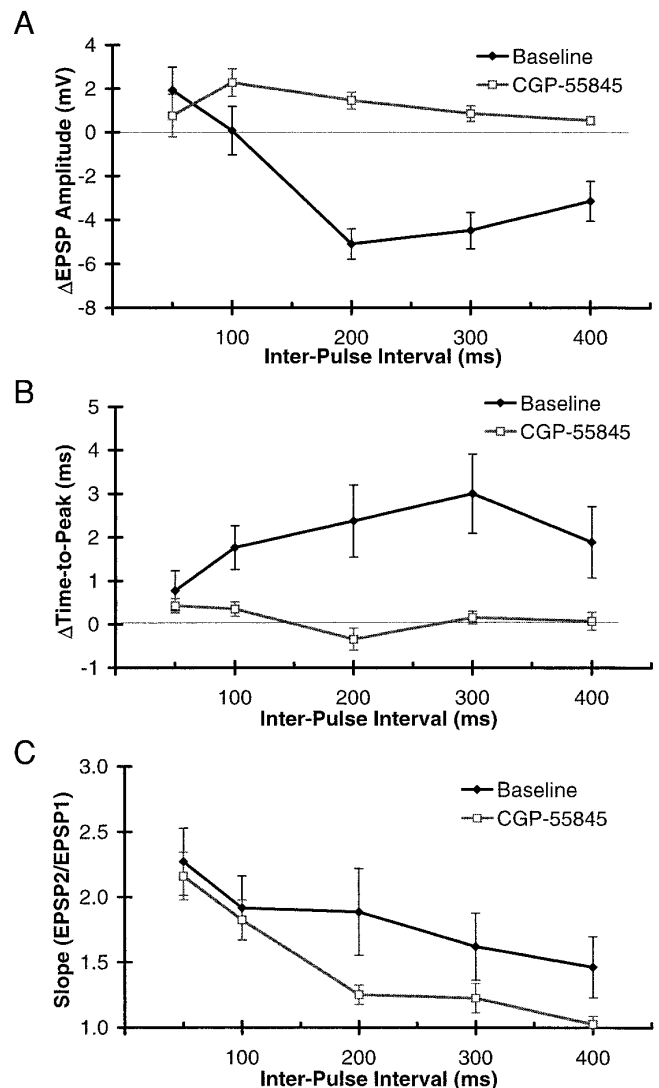 A
4
2
0
-2
-4
-6
-8
ΔEPSP Amplitude (mV)
Baseline
CGP-55845
100 200 300 400
Inter-Pulse Interval (ms)
B
5
4
3
2
1
0
-1
ΔTime-to-Peak (ms)
Baseline
CGP-55845
100 200 300 400
Inter-Pulse Interval (ms)
C
3.0
2.5
2.0
1.5
1.0
Slope (EPSP2/EPSP1)
Baseline
CGP-55845
100 200 300 400
Inter-Pulse Interval (ms)